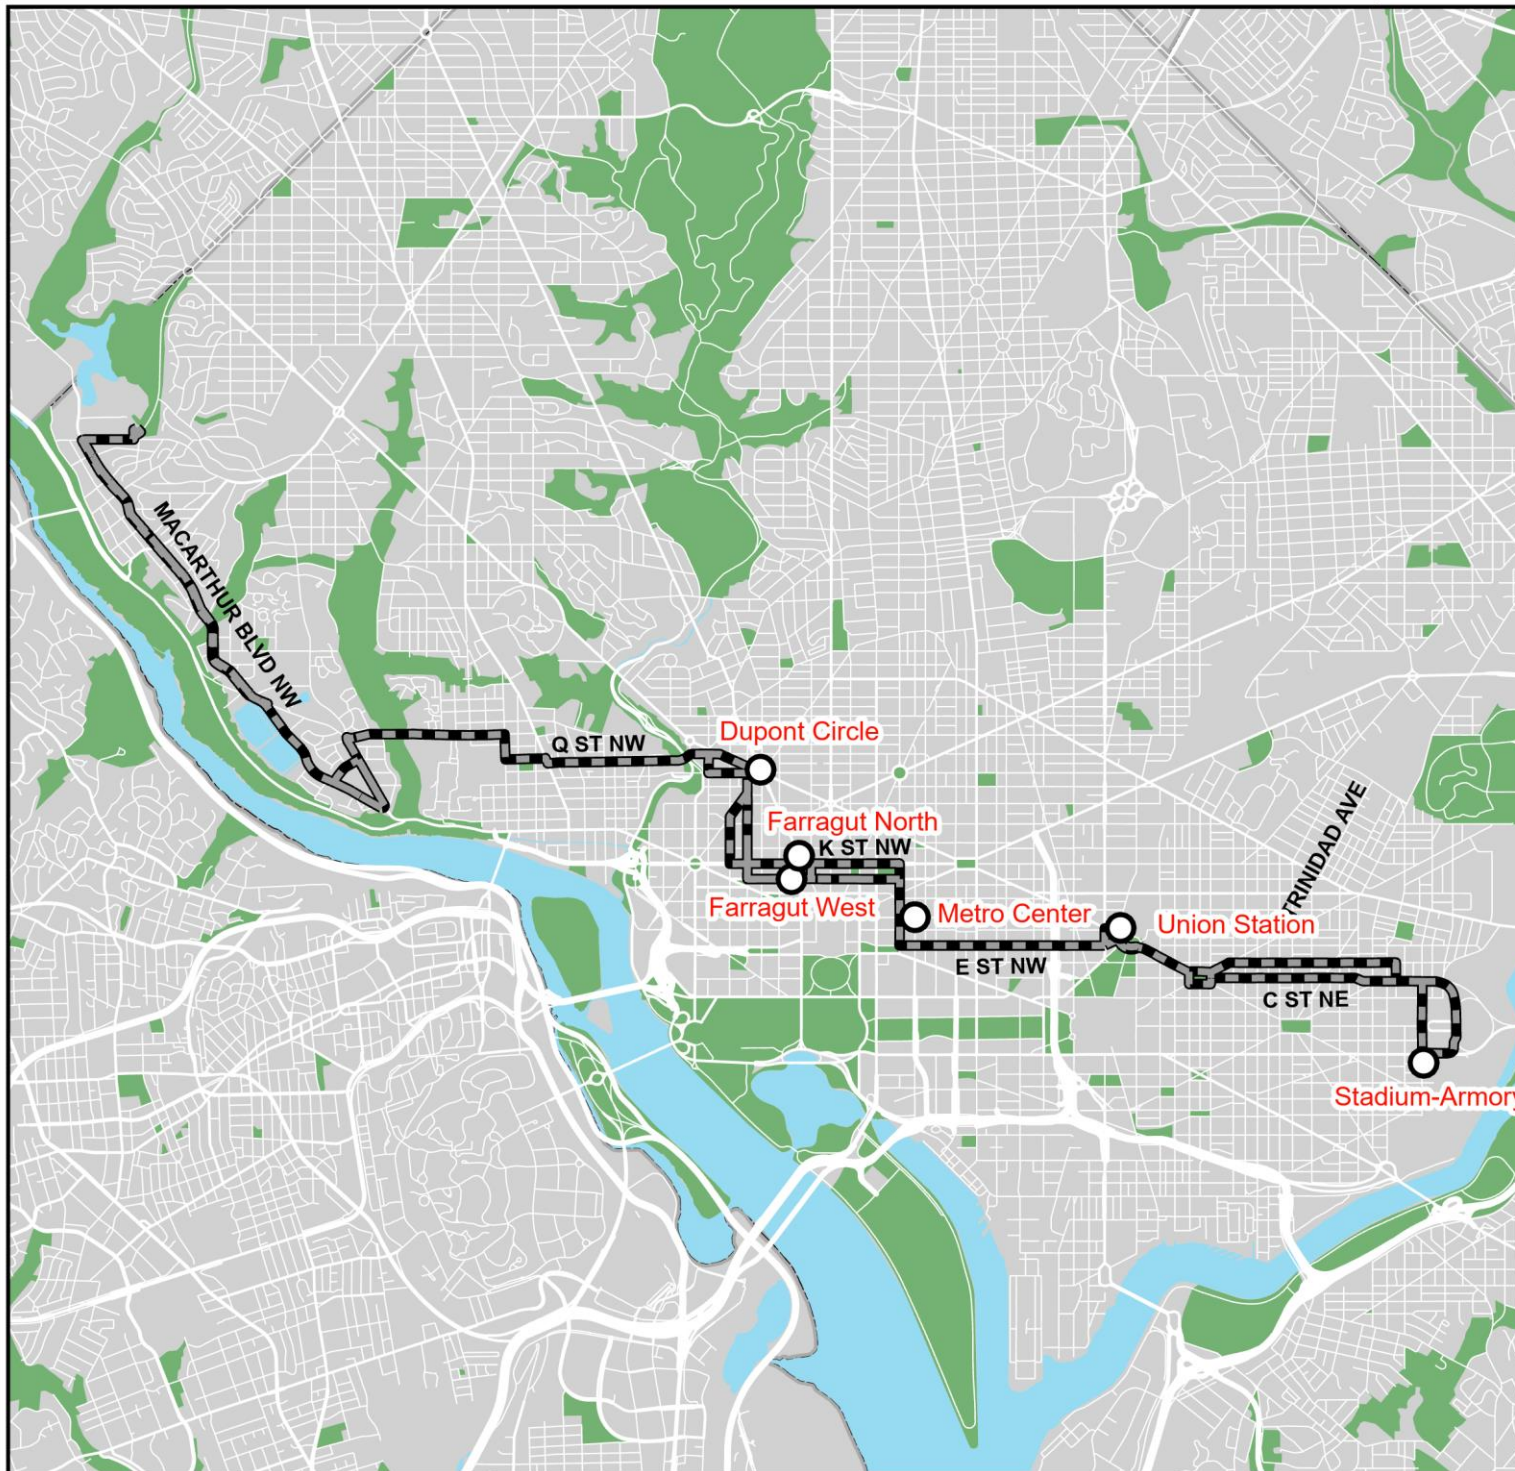 MACARTHUR BLVD NW
Q ST NW
Dupont Circle
Farragut North
K ST NW
Farragut West
Metro Center
Union Station
TRINIDAD AVE
E ST NW
C ST NE
Stadium-Armory